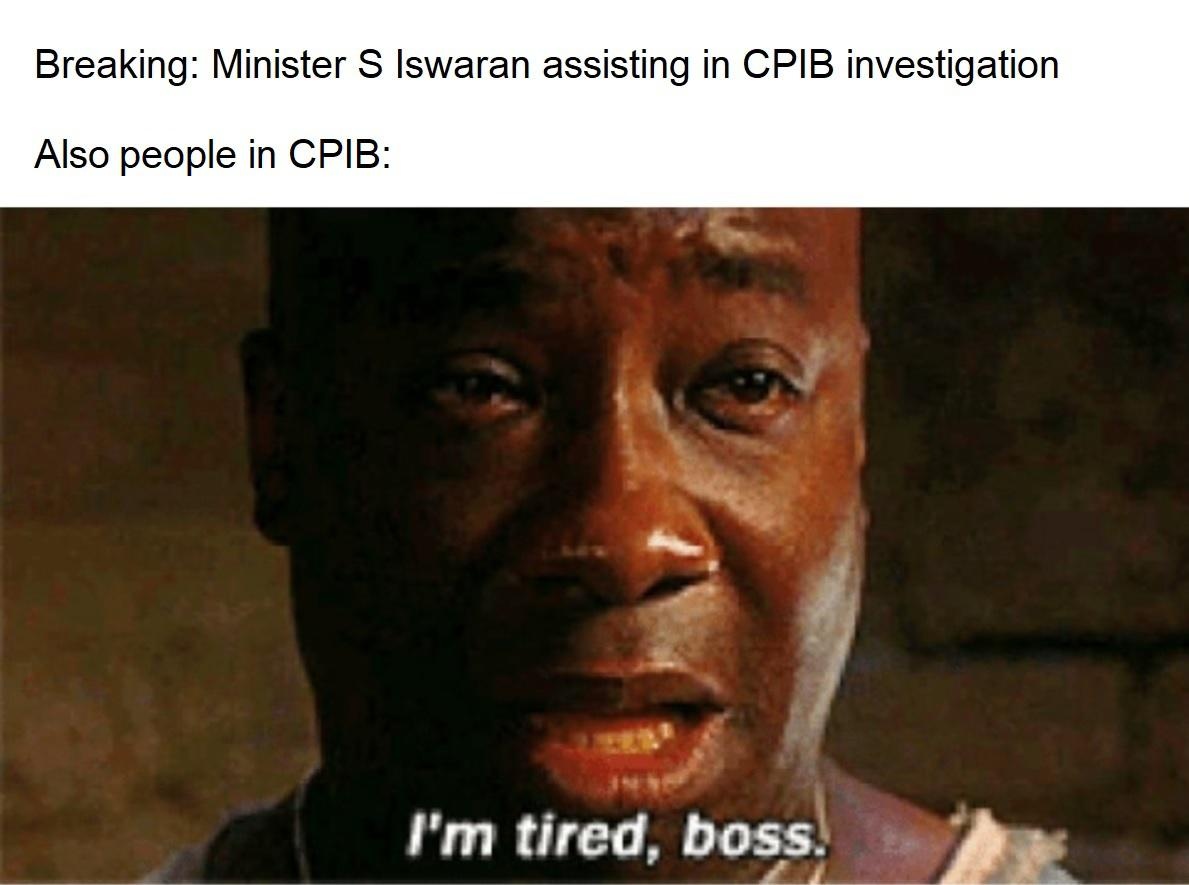 Breaking: Minister S Iswaran assisting in CPIB investigation
Also people in CPIB:
I'm tired, boss.